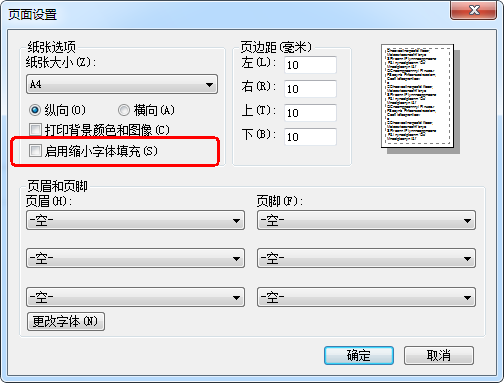 页面设置
纸张选项
纸张大小(Z):
A4
纵向(O)
横向(A)
打印背景颜色和图像(C)
启用缩小字体填充(S)
页边距(毫米)
左(L): 10
右(R): 10
上(T): 10
下(B): 10
页眉和页脚
页眉(H):
页脚(F):
-空-
-空-
-空-
-空-
-空-
-空-
更改字体(N)
确定
取消